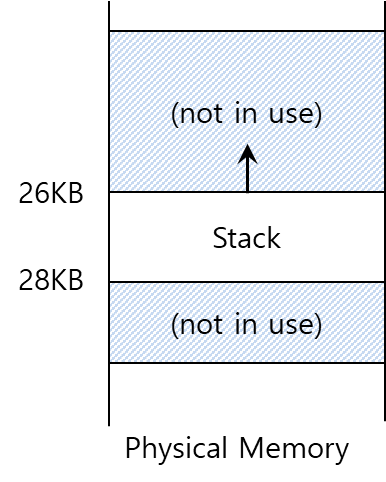 (not in use)
26KB
Stack
28KB
(not in use)
Physical Memory